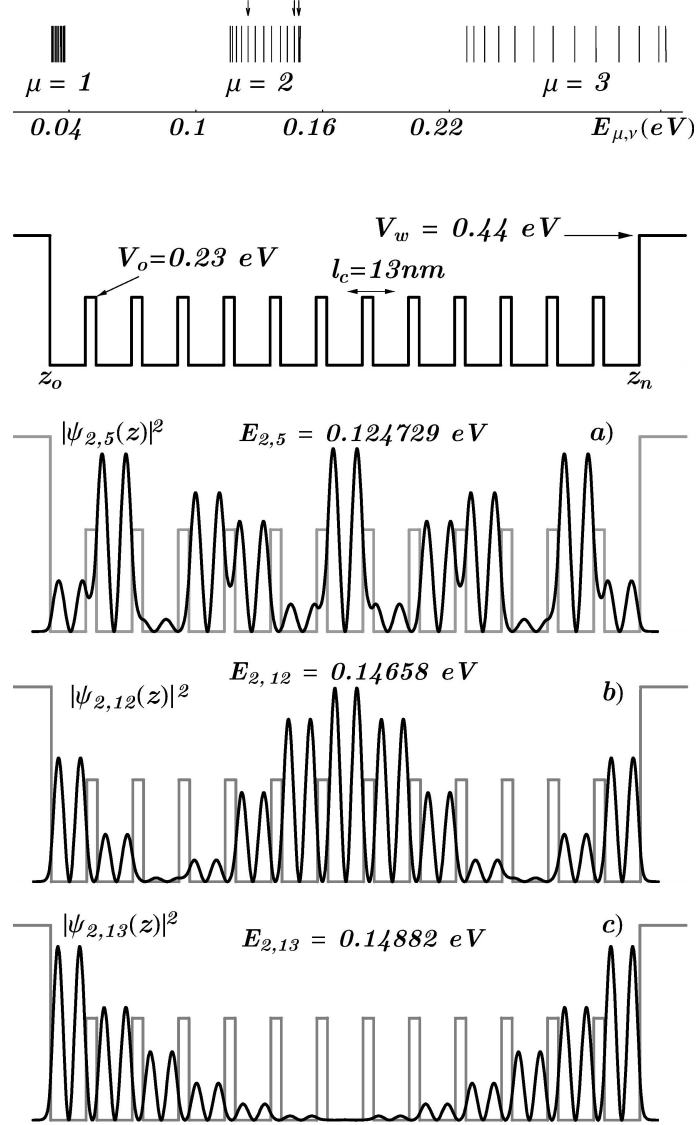 μ = 1 μ = 2 μ = 3
0.04 0.1 0.16 0.22 E_{μ,ν}(eV)
V_w = 0.44 eV
V_o=0.23 eV
l_c=13nm
z_o z_n
|ψ_{2,5}(z)|² E_{2,5} = 0.124729 eV a)
E_{2,12} = 0.14658 eV
|ψ_{2,12}(z)|² b)
|ψ_{2,13}(z)|² c)
E_{2,13} = 0.14882 eV